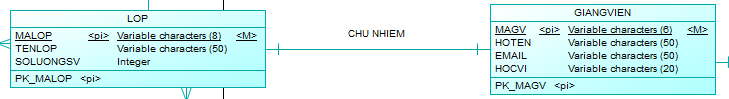 LOP
MALOP <pi> Variable characters (8) <M>
TENLOP Variable characters (50)
SOLUONGSV Integer
PK_MALOP <pi>
CHU NHIEM
GIANGVIEN
MAGV <pi> Variable characters (6) <M>
HOTEN Variable characters (50)
EMAIL Variable characters (50)
HOCVI Variable characters (20)
PK_MAGV <pi>